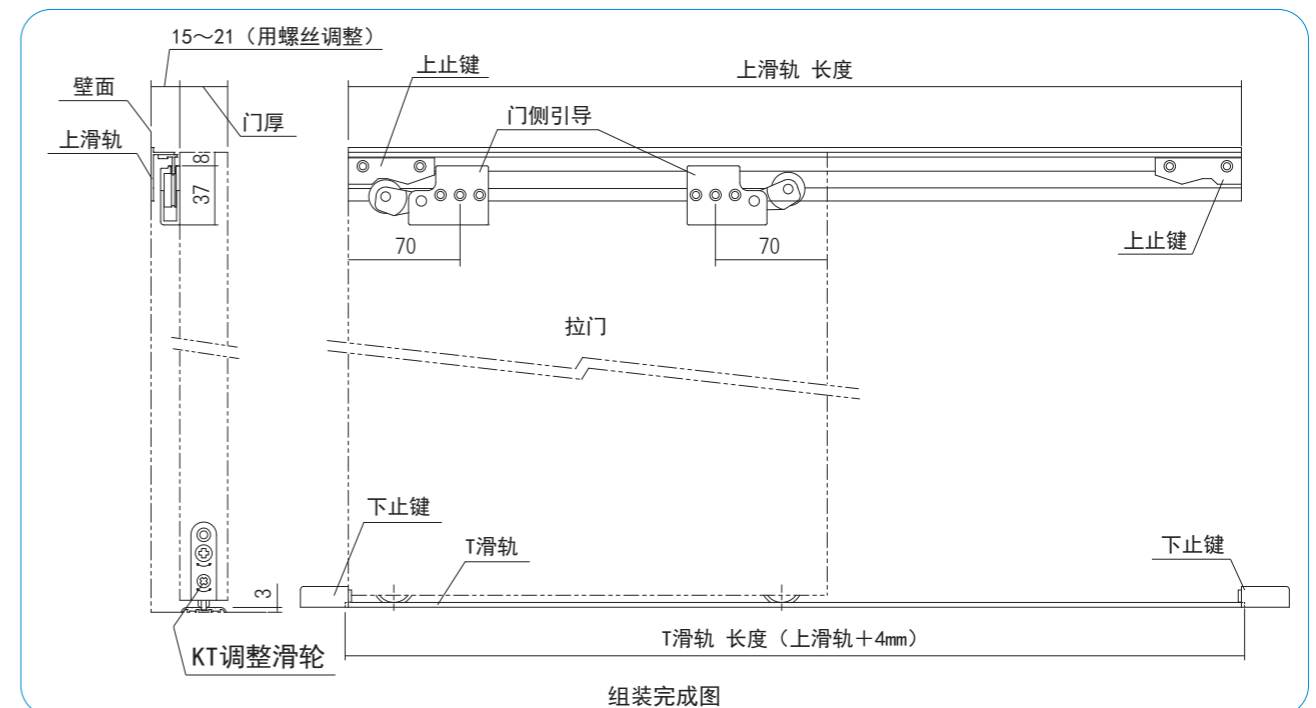 15～21（用螺丝调整）
壁面
上滑轨
门厚
8
37
上止键
上滑轨 长度
门侧引导
上止键
70
70
拉门
下止键
T滑轨
下止键
3
KT调整滑轮
T滑轨 长度（上滑轨＋4mm）
组装完成图